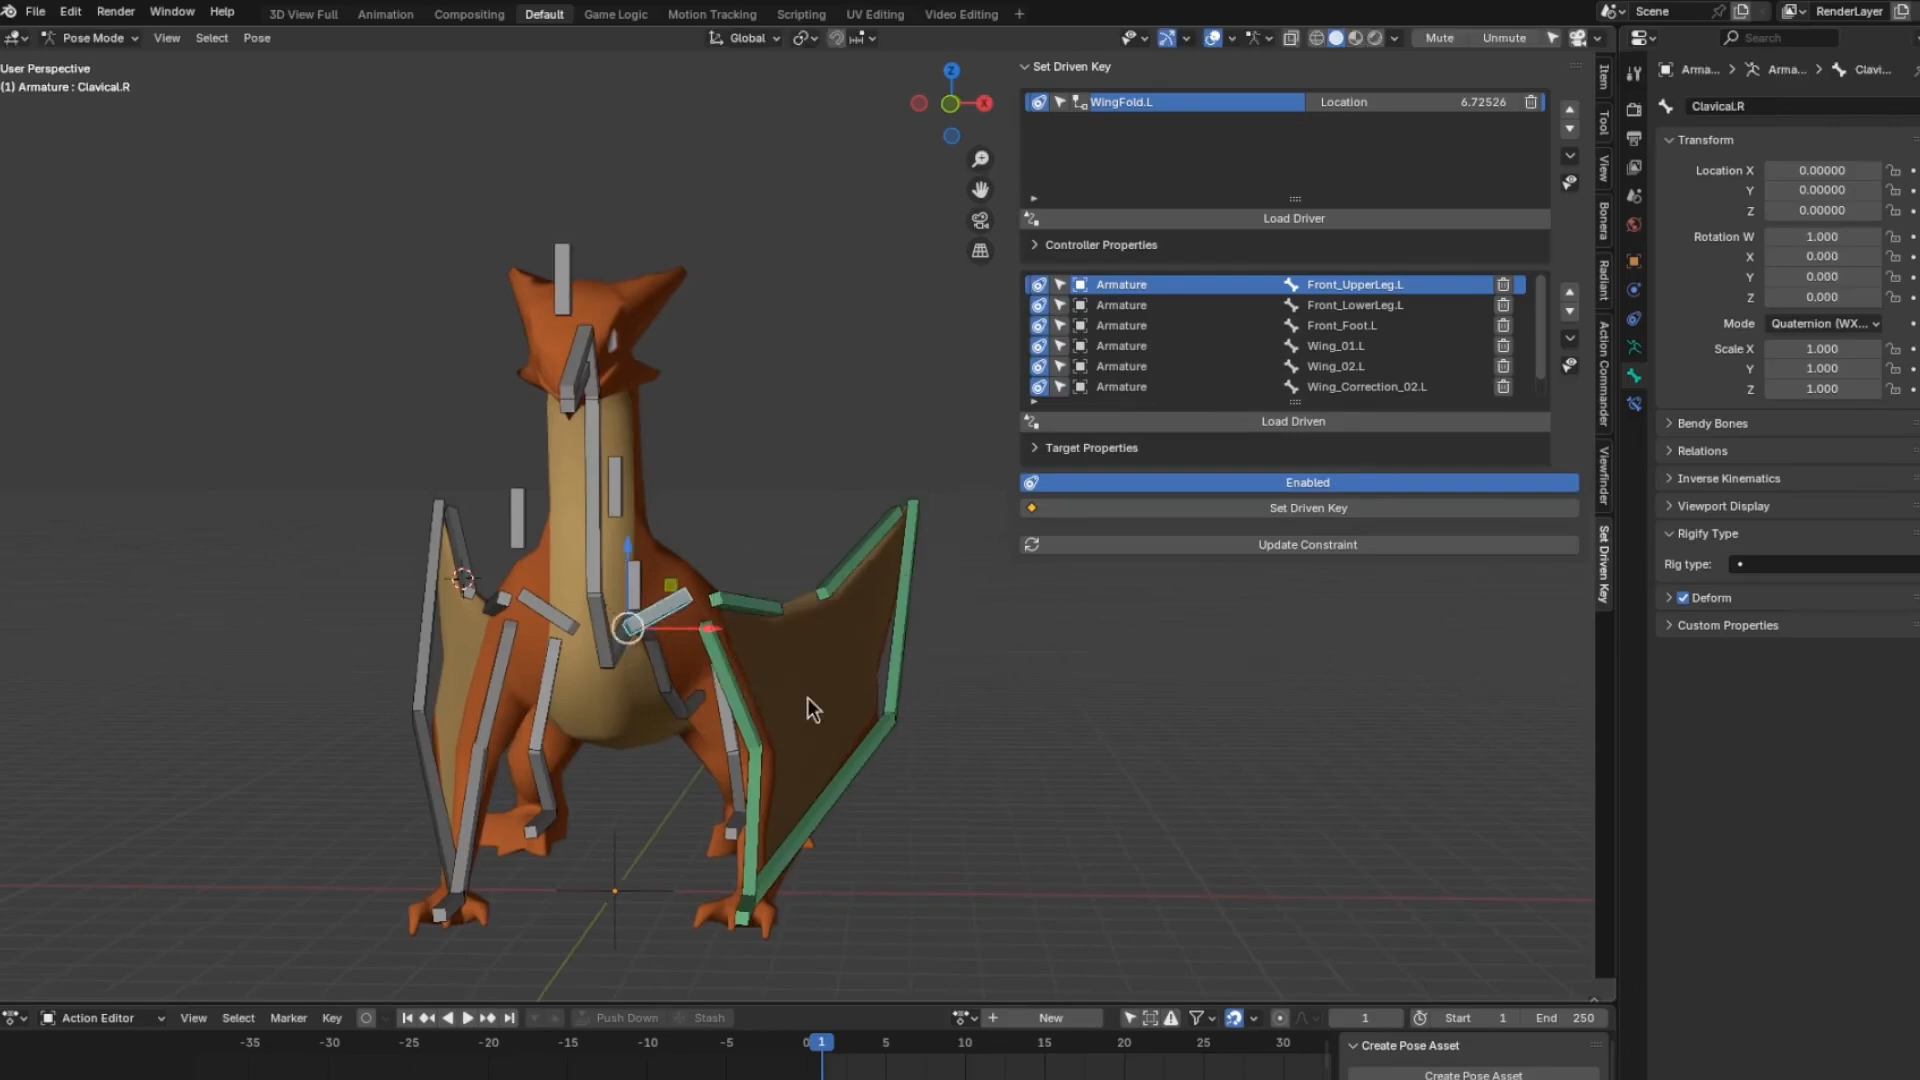 File Edit Render Window Help 3D View Full Animation Compositing Default Game Logic Motion Tracking Scripting UV Editing Video Editing + Scene RenderLayer
Pose Mode View Select Pose Global Mute Unmute Search
User Perspective
(1) Armature : Clavical.R
Z
X
Set Driven Key
WingFold.L Location 6.72526
Load Driver
Controller Properties
Armature Front_UpperLeg.L
Armature Front_LowerLeg.L
Armature Front_Foot.L
Armature Wing_01.L
Armature Wing_02.L
Armature Wing_Correction_02.L
Load Driven
Target Properties
Enabled
Set Driven Key
Update Constraint
Item
Tool
View
Bonera
Radiant
Action Commander
Viewfinder
Set Driven Key
Arma... Arma... Clavi...
Clavical.R
Transform
Location X 0.00000
Y 0.00000
Z 0.00000
Rotation W 1.000
X 0.000
Y 0.000
Z 0.000
Mode Quaternion (WX...
Scale X 1.000
Y 1.000
Z 1.000
Bendy Bones
Relations
Inverse Kinematics
Viewport Display
Rigify Type
Rig type:
Deform
Custom Properties
Action Editor View Select Marker Key Push Down Stash + New 1 Start 1 End 250
-35 -30 -25 -20 -15 -10 -5 0 1 5 10 15 20 25 30
Create Pose Asset
Create Pose Asset